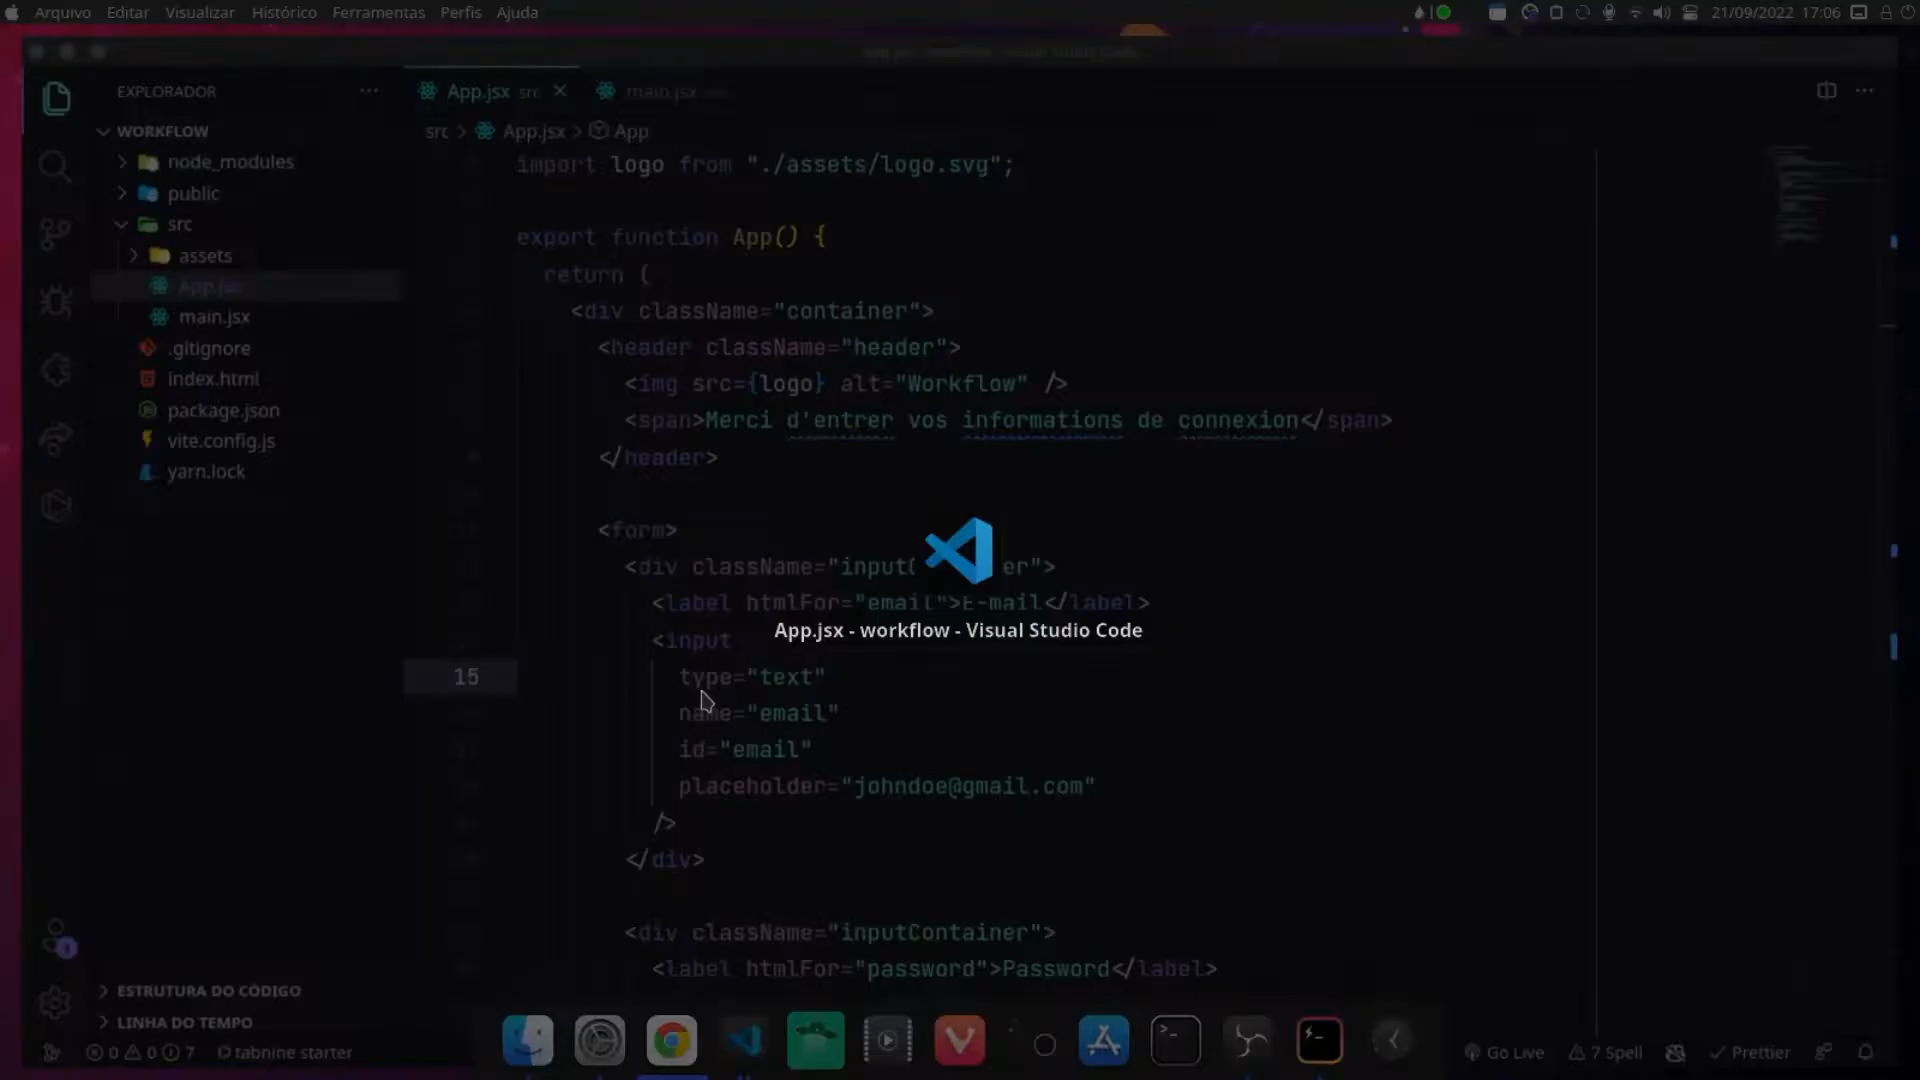 Arquivo Editar Visualizar Histórico Ferramentas Perfis Ajuda
21/09/2022 17:06
EXPLORADOR
App.jsx src
main.jsx
WORKFLOW
src > App.jsx > App
node_modules
public
src
assets
App.jsx
main.jsx
.gitignore
index.html
package.json
vite.config.js
yarn.lock
import logo from "./assets/logo.svg";
export function App() {
return (
<div className="container">
<header className="header">
<img src={logo} alt="Workflow" />
<span>Merci d'entrer vos informations de connexion</span>
</header>
<form>
<div className="input er">
<label htmlFor="email">E-mail</label>
App.jsx - workflow - Visual Studio Code
<input
15
type="text"
name="email"
id="email"
placeholder="johndoe@gmail.com"
/>
</div>
<div className="inputContainer">
<label htmlFor="password">Password</label>
ESTRUTURA DO CÓDIGO
LINHA DO TEMPO
0 0 7 tabnine starter
Go Live 7 Spell Prettier